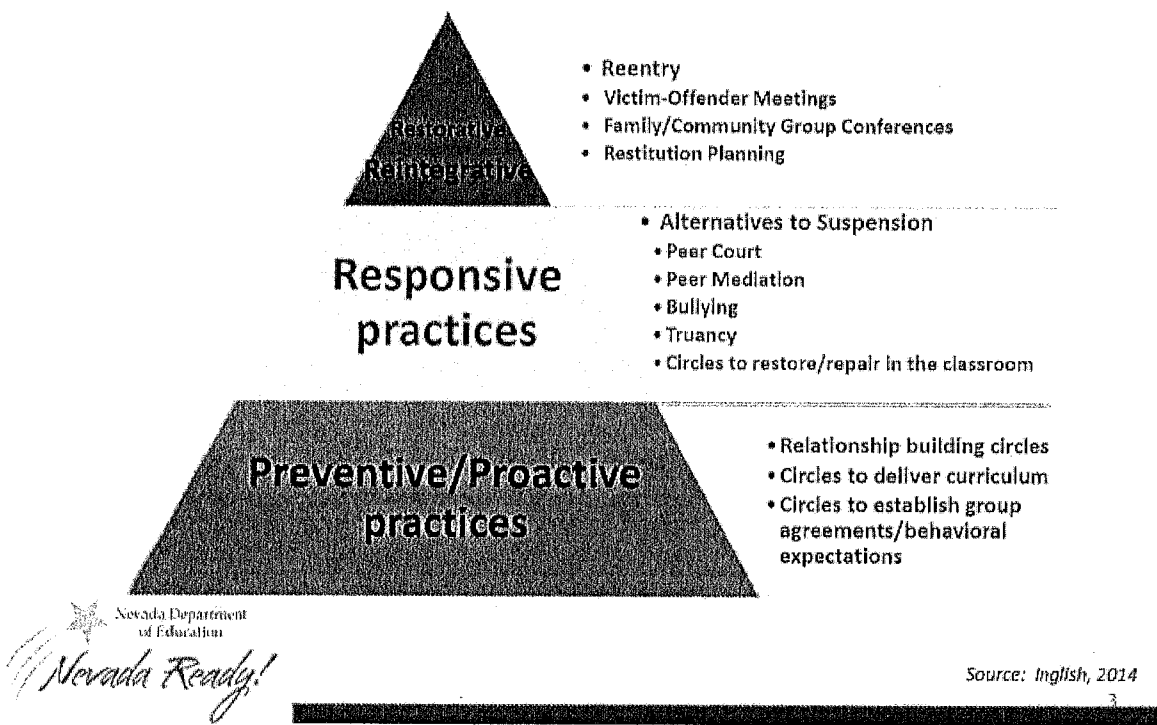 Restorative
Reintegrative
• Reentry
• Victim-Offender Meetings
• Family/Community Group Conferences
• Restitution Planning
Responsive
practices
• Alternatives to Suspension
• Peer Court
• Peer Mediation
• Bullying
• Truancy
• Circles to restore/repair in the classroom
Preventive/Proactive
practices
• Relationship building circles
• Circles to deliver curriculum
• Circles to establish group
agreements/behavioral
expectations
Nevada Department
of Education
Nevada Ready!
Source: Inglish, 2014
3